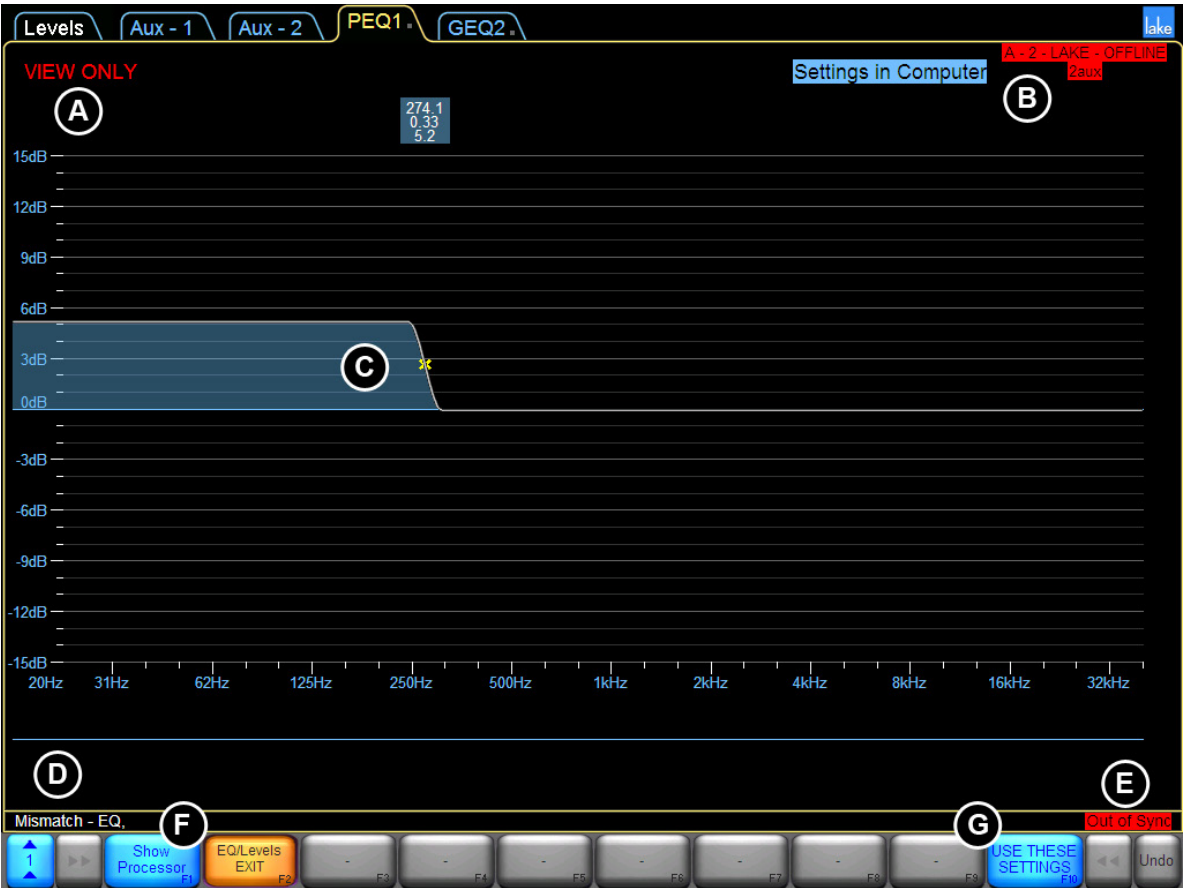 Levels Aux - 1 Aux - 2 PEQ1 GEQ2 lake
A - 2 - LAKE - OFFLINE
VIEW ONLY Settings in Computer 2aux
A B
274.1
0.33
5.2
15dB
12dB
9dB
6dB
3dB C
0dB
-3dB
-6dB
-9dB
-12dB
-15dB
20Hz 31Hz 62Hz 125Hz 250Hz 500Hz 1kHz 2kHz 4kHz 8kHz 16kHz 32kHz
D E
Mismatch - EQ, F G Out of Sync
1 Show Processor F1 EQ/Levels EXIT F2 - F3 - F4 - F5 - F6 - F7 - F8 - F9 USE THESE SETTINGS F10 Undo